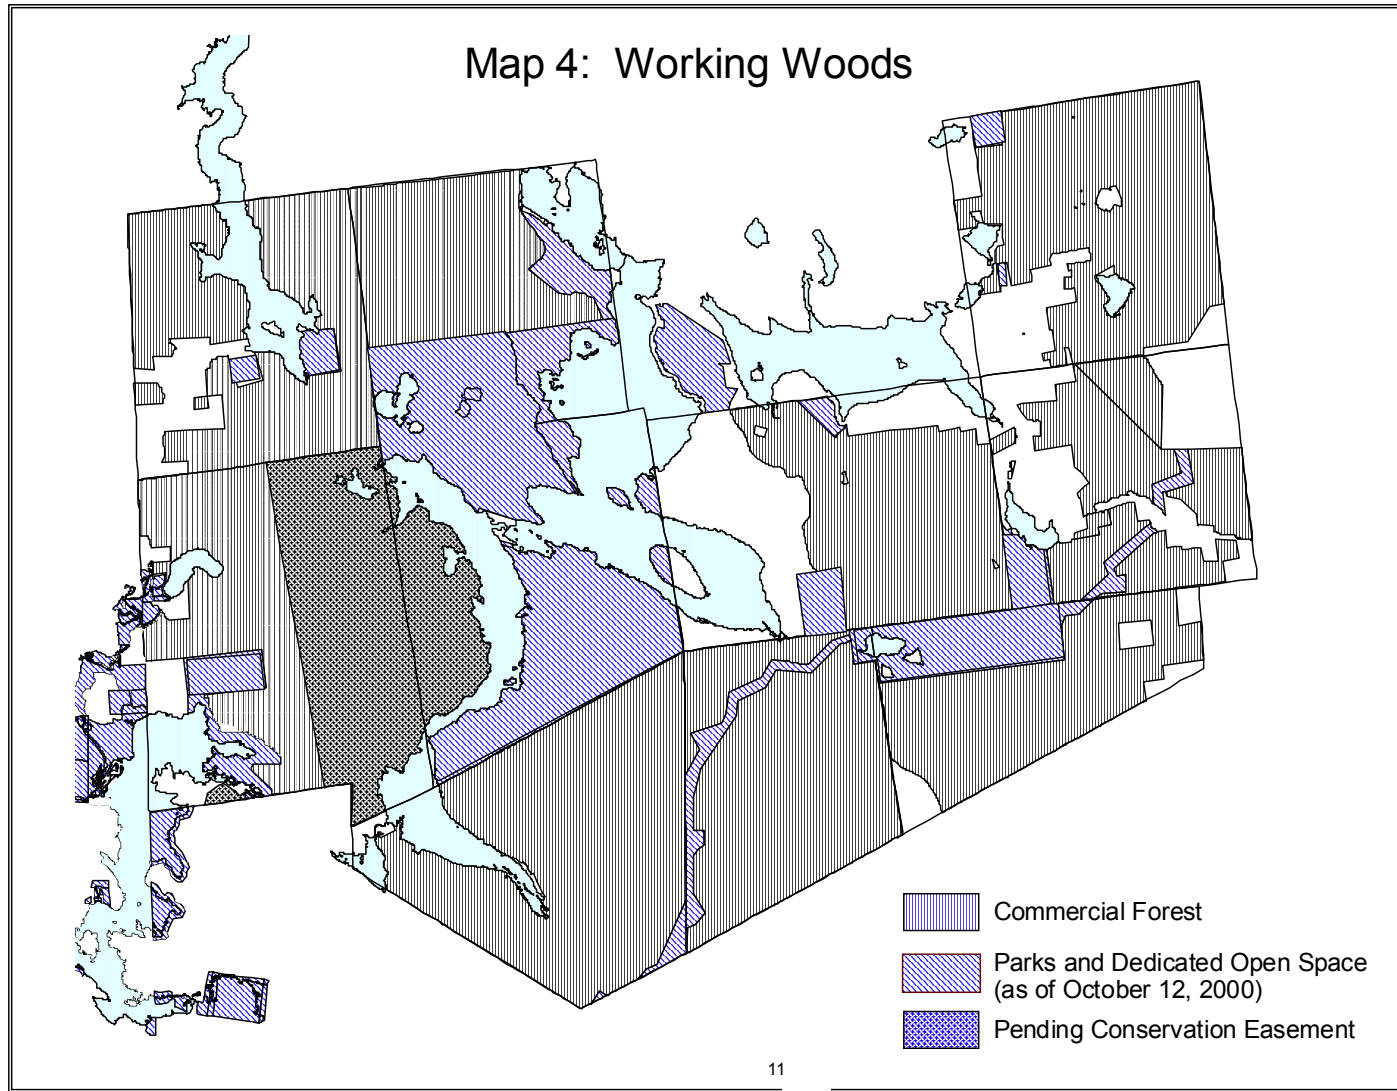 Map 4: Working Woods
Commercial Forest
Parks and Dedicated Open Space
(as of October 12, 2000)
Pending Conservation Easement
11